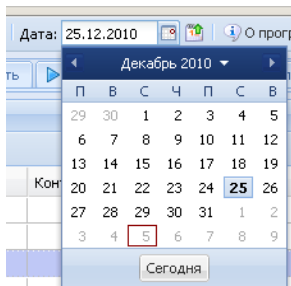 Дата: 25.12.2010 О прог
ть
Декабрь 2010
П В С Ч П С В
29 30 1 2 3 4 5
6 7 8 9 10 11 12
13 14 15 16 17 18 19
Кон 20 21 22 23 24 25 26
27 28 29 30 31 1 2
3 4 5 6 7 8 9
Сегодня